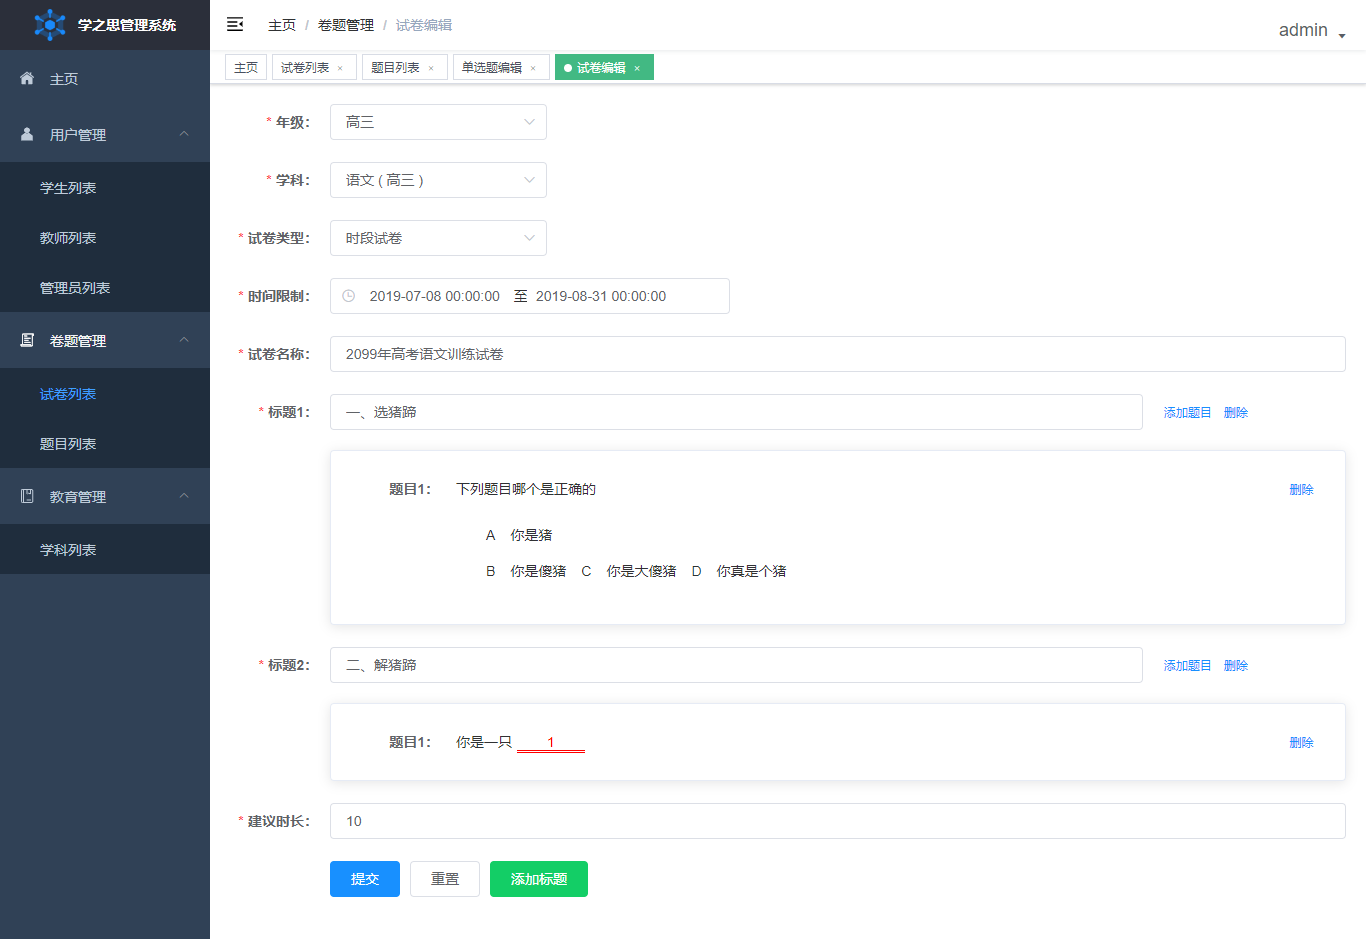 学之思管理系统
主页 / 卷题管理 / 试卷编辑
admin
主页 试卷列表 × 题目列表 × 单选题编辑 × 试卷编辑 ×
主页
用户管理
学生列表
教师列表
管理员列表
卷题管理
试卷列表
题目列表
教育管理
学科列表
* 年级： 高三
* 学科： 语文 ( 高三 )
* 试卷类型： 时段试卷
* 时间限制： 2019-07-08 00:00:00 至 2019-08-31 00:00:00
* 试卷名称： 2099年高考语文训练试卷
* 标题1： 一、选猪蹄 添加题目 删除
题目1： 下列题目哪个是正确的 删除
A 你是猪
B 你是傻猪 C 你是大傻猪 D 你真是个猪
* 标题2： 二、解猪蹄 添加题目 删除
题目1： 你是一只 1 删除
* 建议时长： 10
提交 重置 添加标题